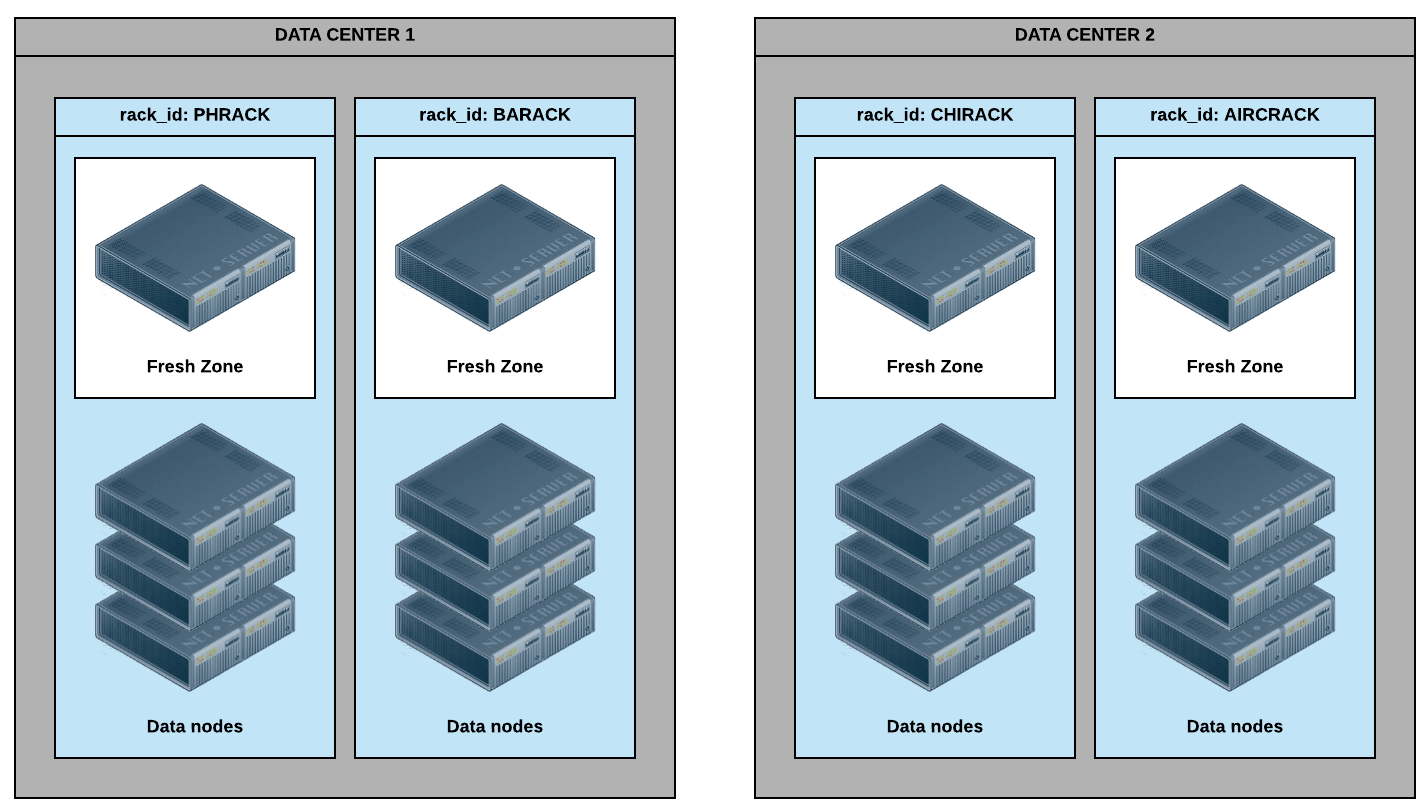 DATA CENTER 1
rack_id: PHRACK
NET • SERVER
Fresh Zone
NET • SERVER
NET • SERVER
NET • SERVER
Data nodes
rack_id: BARACK
NET • SERVER
Fresh Zone
NET • SERVER
NET • SERVER
NET • SERVER
Data nodes
DATA CENTER 2
rack_id: CHIRACK
NET • SERVER
Fresh Zone
NET • SERVER
NET • SERVER
NET • SERVER
Data nodes
rack_id: AIRCRACK
NET • SERVER
Fresh Zone
NET • SERVER
NET • SERVER
NET • SERVER
Data nodes